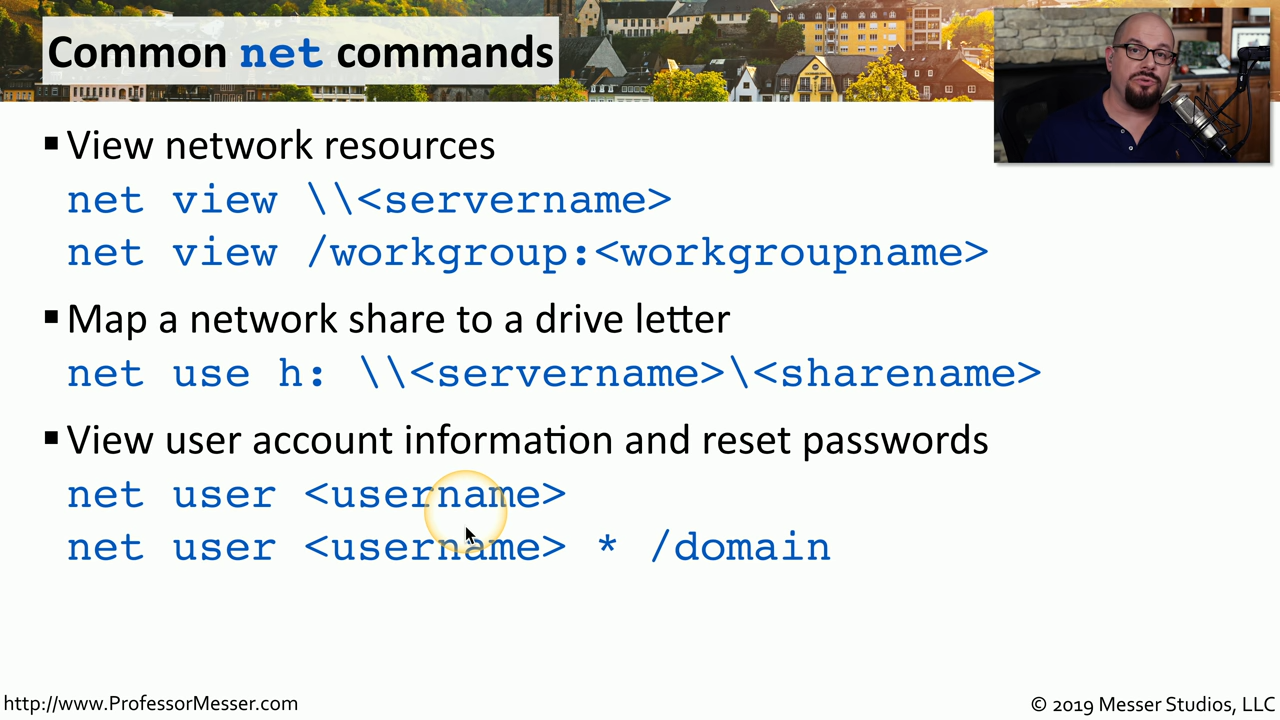 Common net commands
▪ View network resources
net view \\<servername>
net view /workgroup:<workgroupname>
▪ Map a network share to a drive letter
net use h: \\<servername>\<sharename>
▪ View user account information and reset passwords
net user <username>
net user <username> * /domain
http://www.ProfessorMesser.com
© 2019 Messer Studios, LLC